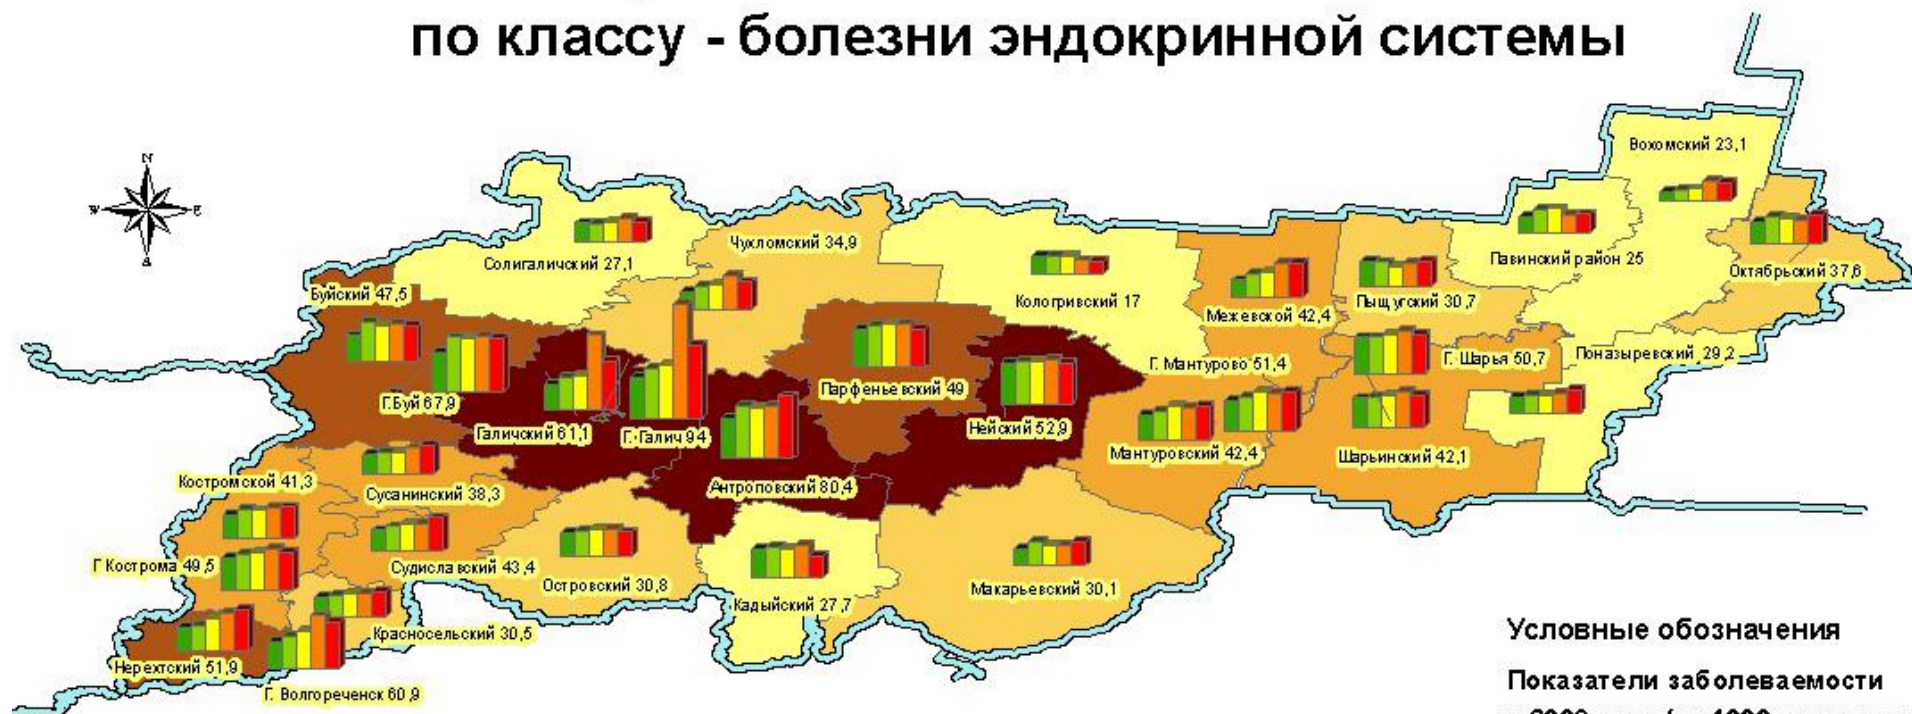 по классу - болезни эндокринной системы
N
W
E
Вохомский 23,1
Чухломский 34,9
Солигаличский 27,1
Павинский район 25
Октябрьский 37,6
Буйский 47,5
Кологривский 17
Межевской 42,4
Пыщугский 30,7
Г. Мантурово 51,4
Г. Шарья 50,7
Поназыревский 29,2
Парфеньевский 49
Г.Буй 67,9
Галичский 61,1
Г. Галич 94
Нейский 52,9
Мантуровский 42,4
Шарьинский 42,1
Костромской 41,3
Сусанинский 38,3
Антроповский 80,4
Г Кострома 49,5
Судиславский 43,4
Островский 30,8
Кадыйский 27,7
Макарьевский 30,1
Красносельский 30,5
Нерехтский 51,9
Г. Волгореченск 60,9
Условные обозначения
Показатели заболеваемости